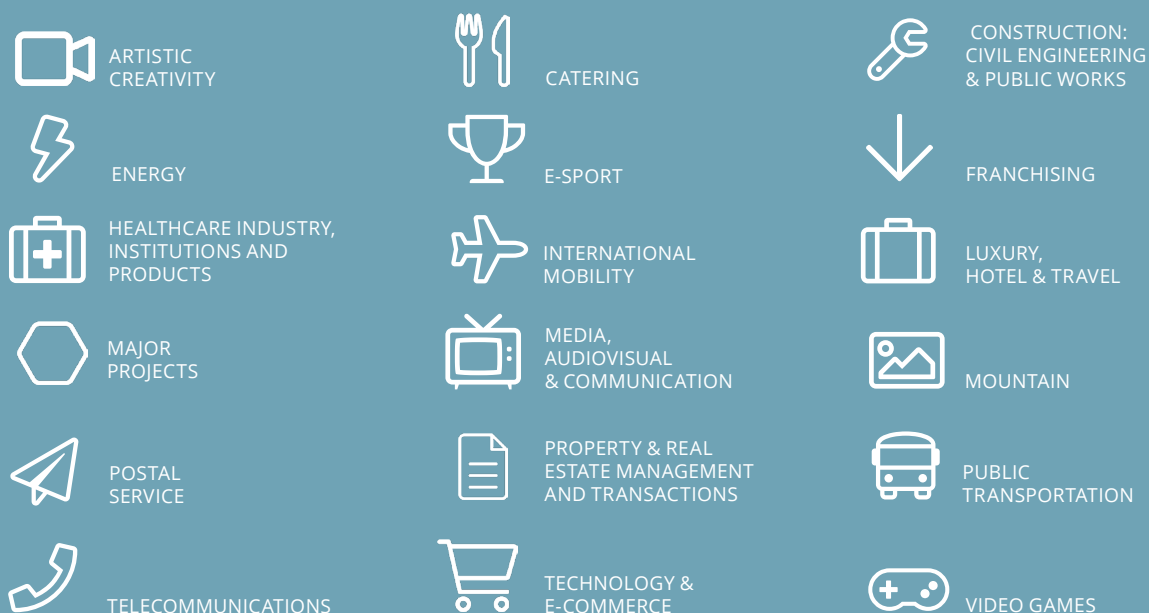 ARTISTIC
CREATIVITY
CATERING
CONSTRUCTION:
CIVIL ENGINEERING
& PUBLIC WORKS
ENERGY
E-SPORT
FRANCHISING
HEALTHCARE INDUSTRY,
INSTITUTIONS AND
PRODUCTS
INTERNATIONAL
MOBILITY
LUXURY,
HOTEL & TRAVEL
MAJOR
PROJECTS
MEDIA,
AUDIOVISUAL
& COMMUNICATION
MOUNTAIN
POSTAL
SERVICE
PROPERTY & REAL
ESTATE MANAGEMENT
AND TRANSACTIONS
PUBLIC
TRANSPORTATION
TELECOMMUNICATIONS
TECHNOLOGY &
E-COMMERCE
VIDEO GAMES